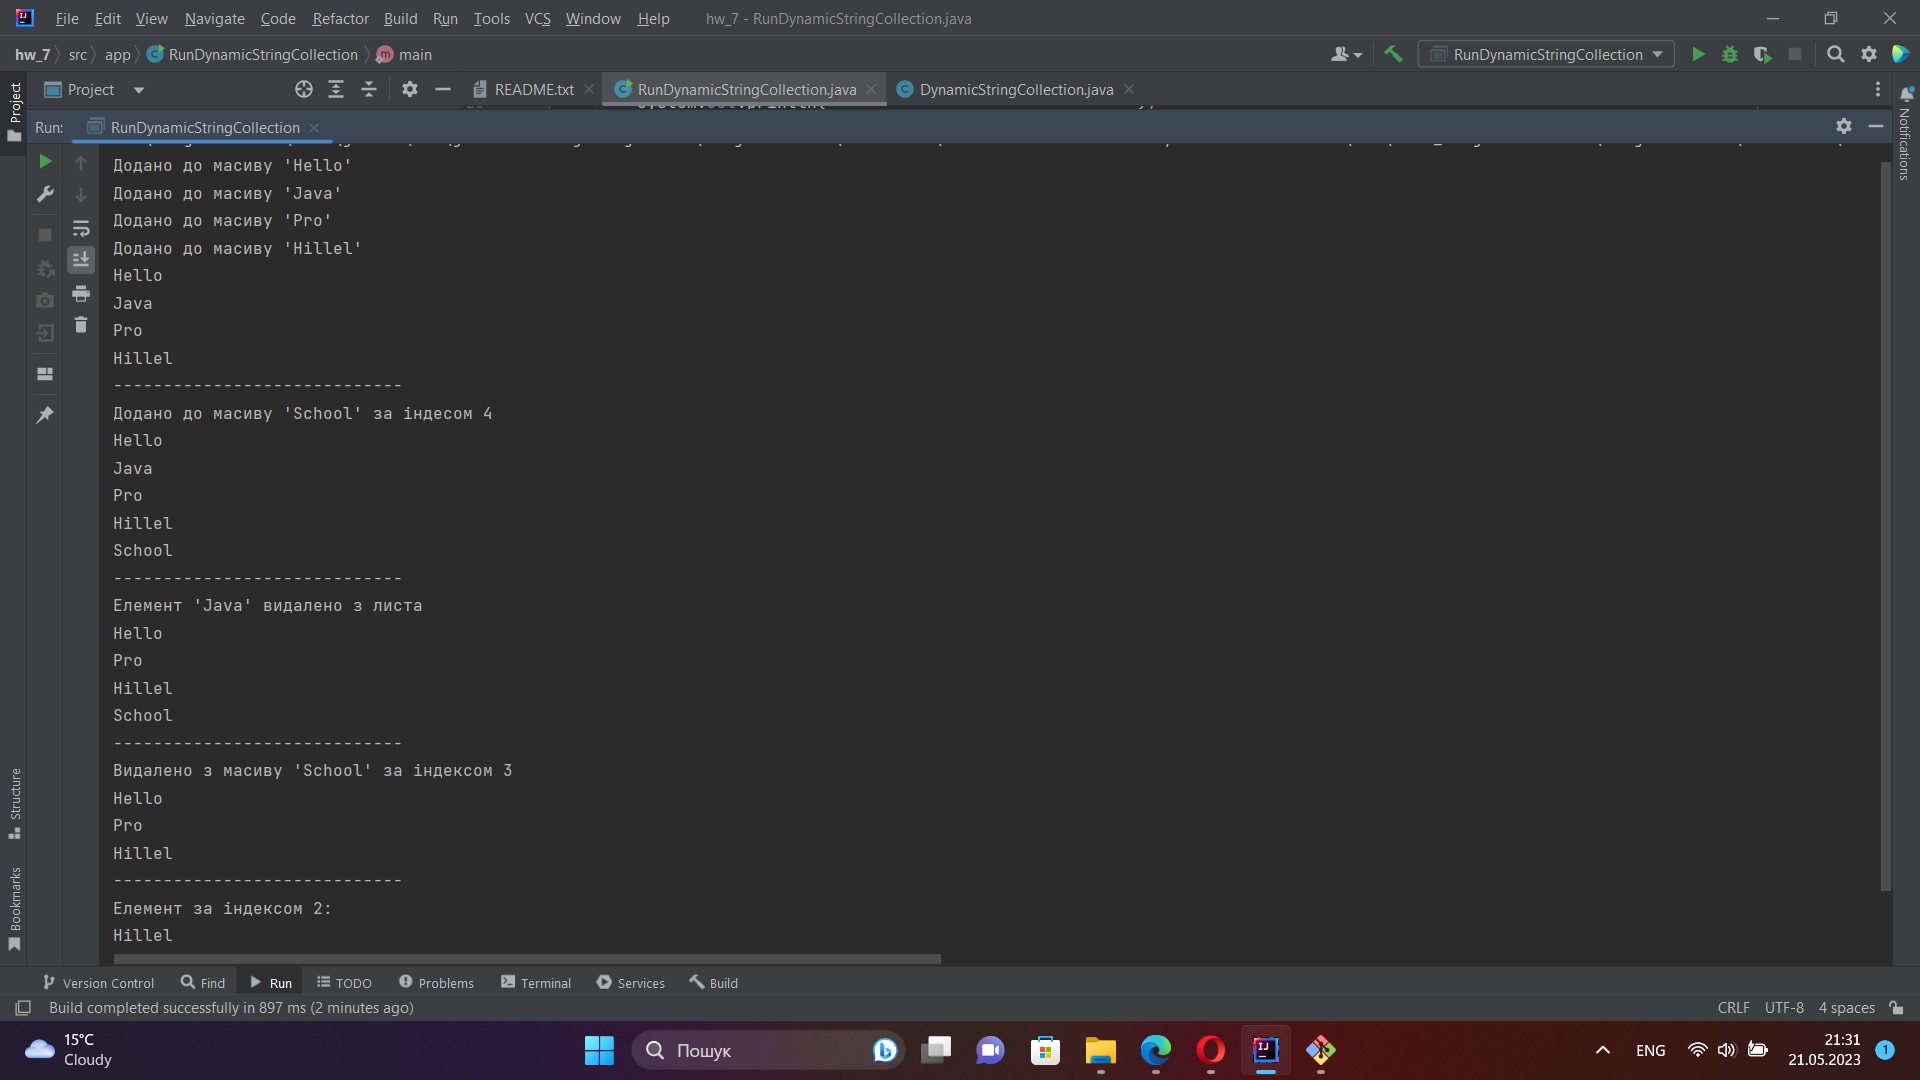 File Edit View Navigate Code Refactor Build Run Tools VCS Window Help hw_7 - RunDynamicStringCollection.java
hw_7 src app RunDynamicStringCollection main RunDynamicStringCollection
Project README.txt RunDynamicStringCollection.java DynamicStringCollection.java
Run: RunDynamicStringCollection
Project
Notifications
Додано до масиву 'Hello'
Додано до масиву 'Java'
Додано до масиву 'Pro'
Додано до масиву 'Hillel'
Hello
Java
Pro
Hillel
-----------------------------
Додано до масиву 'School' за індесом 4
Hello
Java
Pro
Hillel
School
-----------------------------
Елемент 'Java' видалено з листа
Hello
Pro
Hillel
School
-----------------------------
Видалено з масиву 'School' за індексом 3
Hello
Pro
Hillel
-----------------------------
Елемент за індексом 2:
Hillel
Structure
Bookmarks
Version Control Find Run TODO Problems Terminal Services Build
Build completed successfully in 897 ms (2 minutes ago) CRLF UTF-8 4 spaces
15°C
Cloudy
Пошук
ENG
21:31
21.05.2023
1